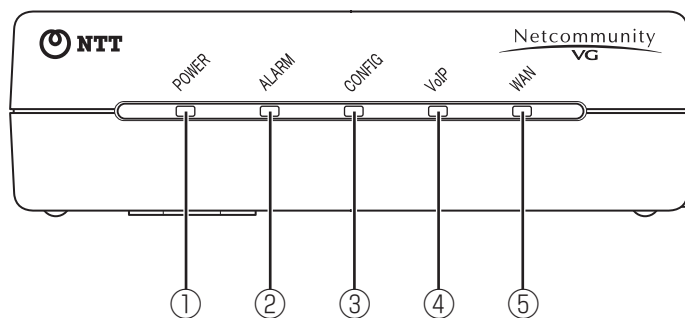 NTT
Netcommunity
VG
POWER
ALARM
CONFIG
VoIP
WAN
①
②
③
④
⑤